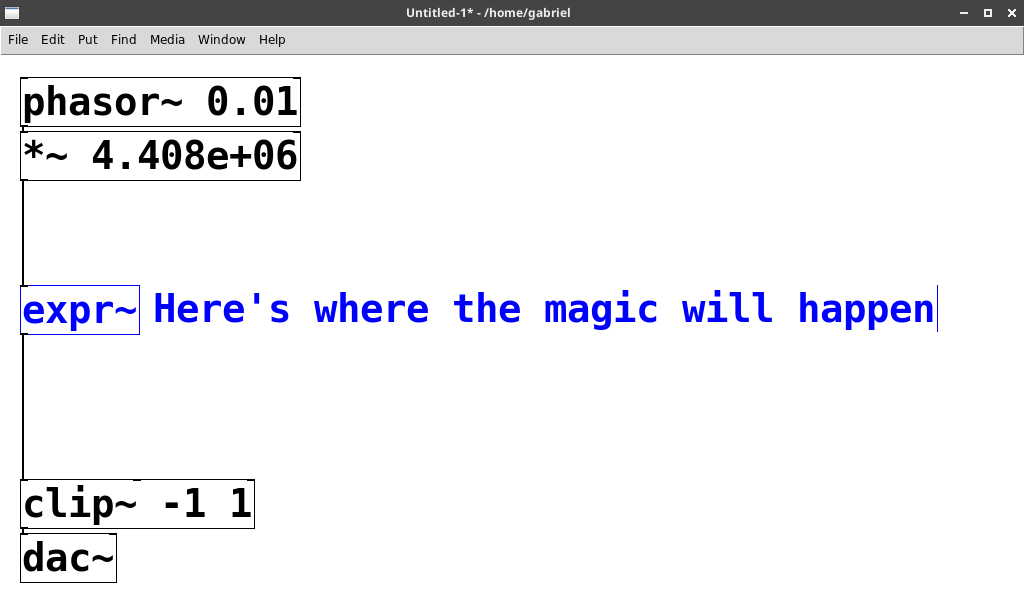 Untitled-1* - /home/gabriel
File Edit Put Find Media Window Help
phasor~ 0.01
*~ 4.408e+06
expr~ Here's where the magic will happen
clip~ -1 1
dac~